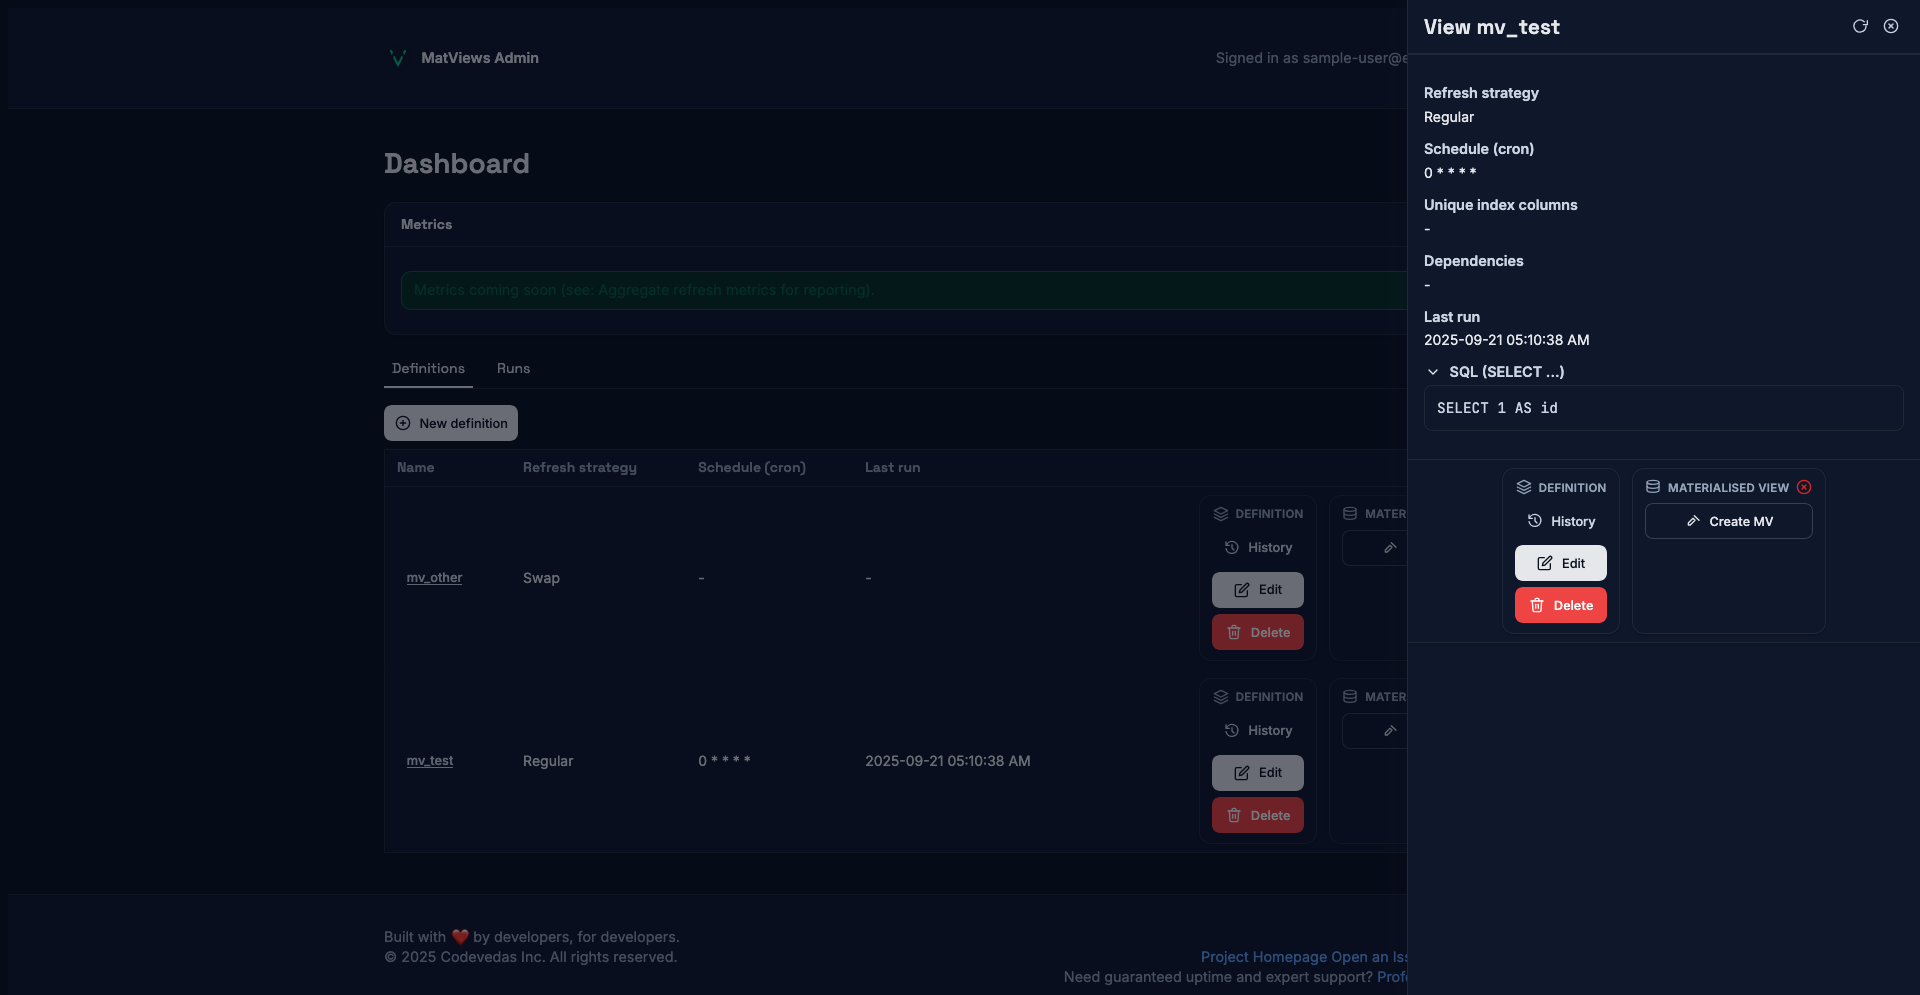 MatViews Admin
Signed in as sample-user@e
Dashboard
Metrics
Metrics coming soon (see: Aggregate refresh metrics for reporting).
Definitions Runs
New definition
Name Refresh strategy Schedule (cron) Last run
DEFINITION MATER
History
mv_other Swap - -
Edit
Delete
DEFINITION MATER
History
mv_test Regular 0 * * * * 2025-09-21 05:10:38 AM
Edit
Delete
Built with ❤️ by developers, for developers.
© 2025 Codevedas Inc. All rights reserved.
Project Homepage Open an Iss
Need guaranteed uptime and expert support? Profe
View mv_test
Refresh strategy
Regular
Schedule (cron)
0 * * * *
Unique index columns
-
Dependencies
-
Last run
2025-09-21 05:10:38 AM
SQL (SELECT ...)
SELECT 1 AS id
DEFINITION
History
Edit
Delete
MATERIALISED VIEW
Create MV